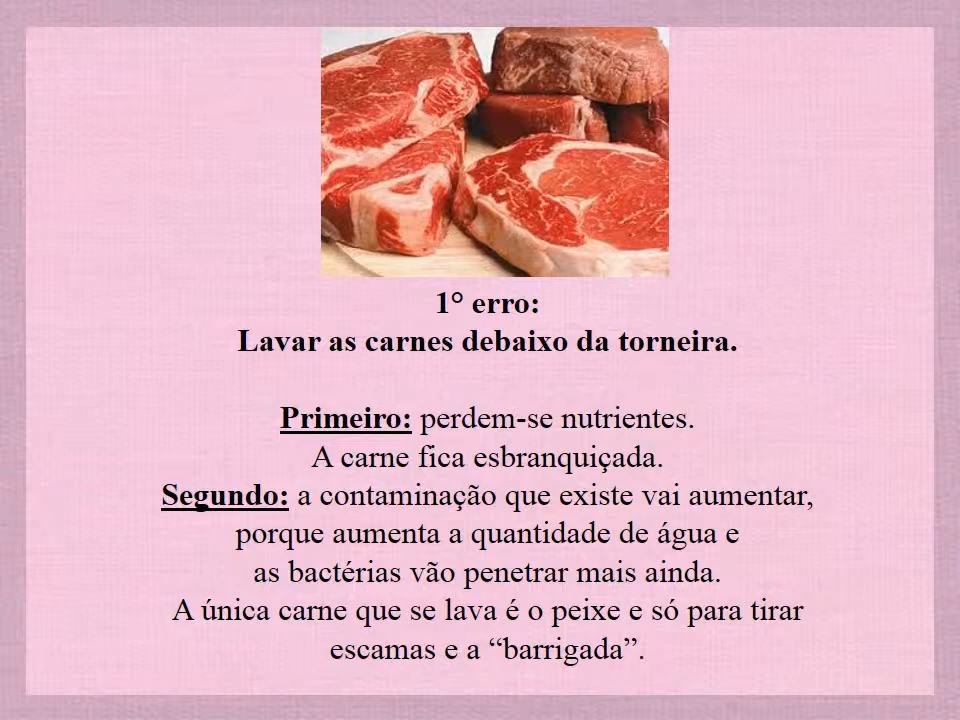 1° erro:
Lavar as carnes debaixo da torneira.
Primeiro: perdem-se nutrientes.
A carne fica esbranquiçada.
Segundo: a contaminação que existe vai aumentar,
porque aumenta a quantidade de água e
as bactérias vão penetrar mais ainda.
A única carne que se lava é o peixe e só para tirar
escamas e a “barrigada”.